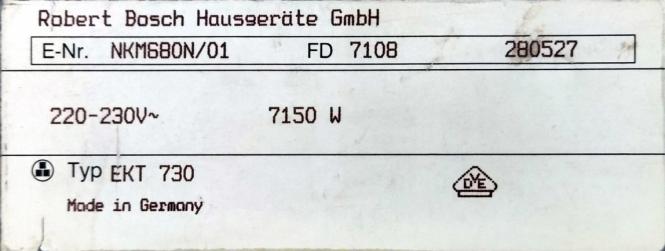 Robert Bosch Hausgeräte GmbH
E-Nr. NKM680N/01 FD 7108 280527
220-230V~ 7150 W
Typ EKT 730
DVE
Made in Germany